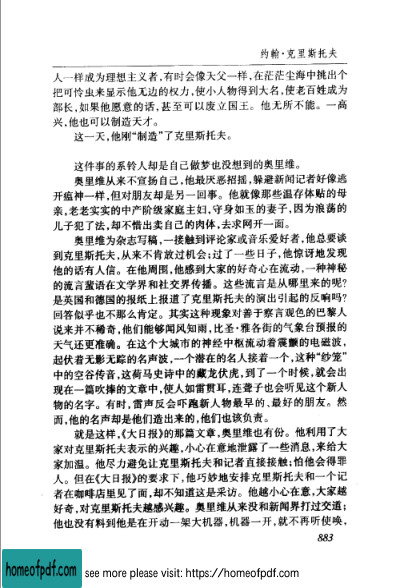 约翰·克里斯托夫
人一样成为理想主义者,有时会像天父一样,在茫茫尘海中挑出个
把可怜虫来显示他无边的权力,使小人物得到大名,使老百姓成为
部长,如果他愿意的话,甚至可以废立国王。他无所不能。一高
兴,他也可以制造天才。
这一天,他刚“制造”了克里斯托夫。
这件事的系铃人却是自己做梦也没想到的奥里维。
奥里维从来不宣扬自己,他最厌恶招摇,躲避新闻记者好像逃
开瘟神一样,但对朋友却是另一回事。他就像那些温存体贴的母
亲,老老实实的中产阶级家庭主妇,守身如玉的妻子,因为浪荡的
儿子犯了法,却不惜出卖自己的肉体,去求网开一面。
奥里维为杂志写稿,一接触到评论家或音乐爱好者,他总要谈
到克里斯托夫,从来不肯放过机会;过了一些日子,他惊讶地发现
他的话有人信。在他周围,他感到大家的好奇心在流动,一种神秘
的流言蜚语在文学界和社交界传播。这些流言是从哪里来的呢?
是英国和德国的报纸上报道了克里斯托夫的演出引起的反响吗?
回答似乎也不那么肯定。其实这种现象对善于察言观色的巴黎人
说来并不稀奇,他们能够闻风知雨,比圣·雅各街的气象台预报的
天气还更准确。在这个大城市的神经中枢流动着震颤的电磁波,
起伏着无影无踪的名声波,一个潜在的名人接着一个,这种“纱笼”
中的空谷传音,这荷马史诗中的藏龙伏虎,到了一个时候,就会出
现在一篇吹捧的文章中,使人如雷贯耳,连聋子也会听见这个新人
物的名字。有时,雷声反会吓跑新人物最早的、最好的朋友。然
而,他的名声却是他们造出来的,他们也该负责。
就是这样,《大日报》的那篇文章,奥里维也有份。他利用了大
家对克里斯托夫表示的兴趣,小心在意地泄露了一些消息,来给大
家加温。他尽力避免让克里斯托夫和记者直接接触;怕他会得罪
人。但在《大日报》的要求下,他巧妙地安排克里斯托夫和一个记
者在咖啡店里见了面,却不知道这是采访。他越小心在意,大家越
好奇,对克里斯托夫越感兴趣。奥里维从来没和新闻界打过交道;
他也没有料到他是在开动一架大机器,机器一开,就不再听使唤,
883
homeofpdf.com
see more please visit: https://homeofpdf.com